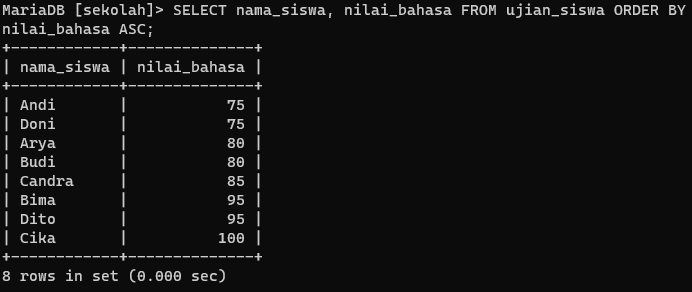 MariaDB [sekolah]> SELECT nama_siswa, nilai_bahasa FROM ujian_siswa ORDER BY
nilai_bahasa ASC;
+------------+--------------+
| nama_siswa | nilai_bahasa |
+------------+--------------+
| Andi       |           75 |
| Doni       |           75 |
| Arya       |           80 |
| Budi       |           80 |
| Candra     |           85 |
| Bima       |           95 |
| Dito       |           95 |
| Cika       |          100 |
+------------+--------------+
8 rows in set (0.000 sec)